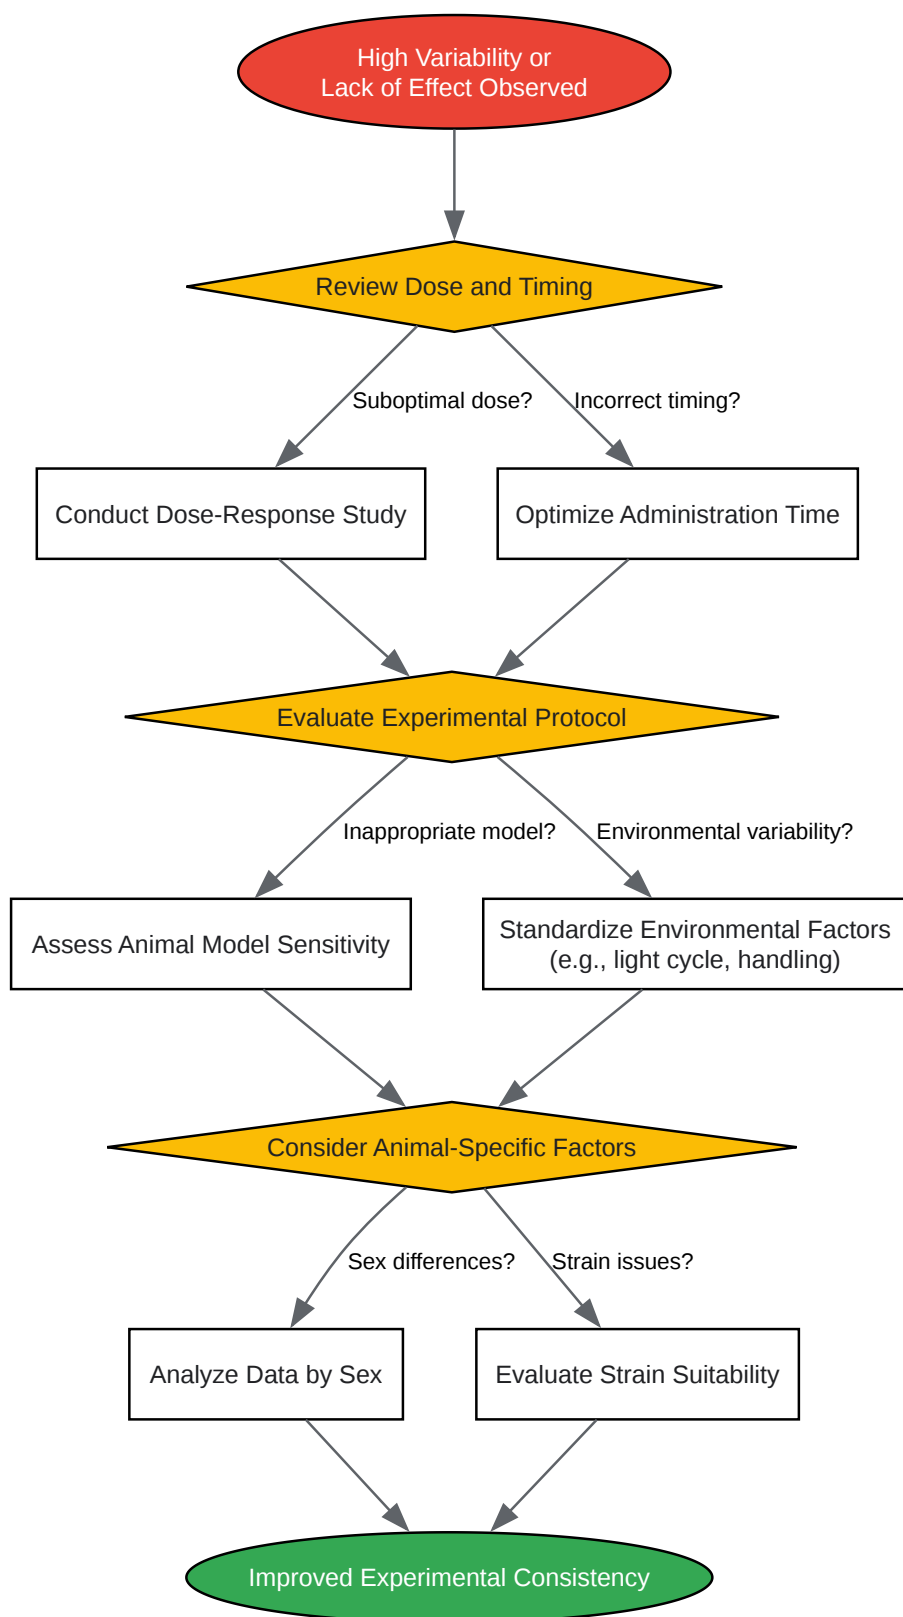 High Variability or
Lack of Effect Observed
Review Dose and Timing
Suboptimal dose?
Incorrect timing?
Conduct Dose-Response Study
Optimize Administration Time
Evaluate Experimental Protocol
Inappropriate model?
Environmental variability?
Assess Animal Model Sensitivity
Standardize Environmental Factors
(e.g., light cycle, handling)
Consider Animal-Specific Factors
Sex differences?
Strain issues?
Analyze Data by Sex
Evaluate Strain Suitability
Improved Experimental Consistency